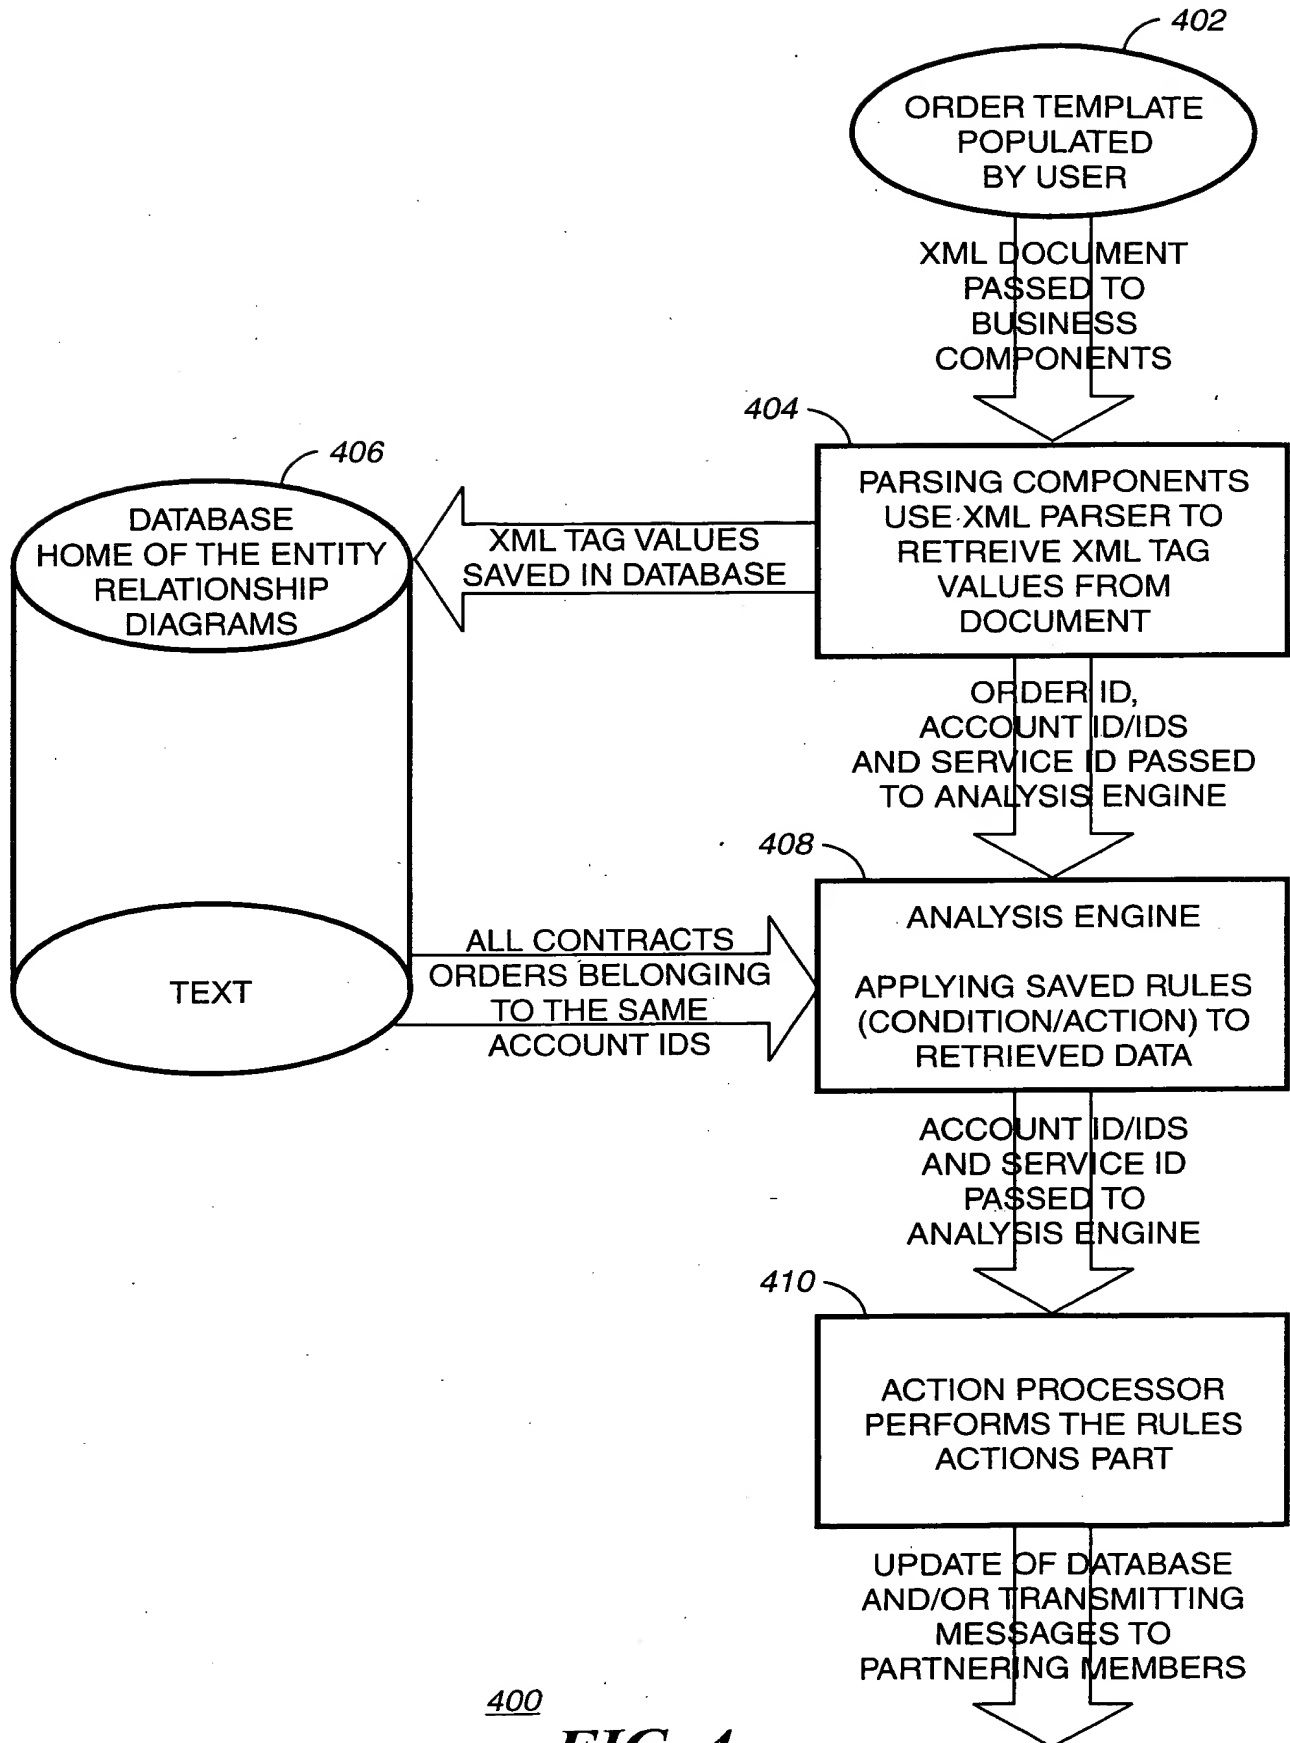 402
ORDER TEMPLATE
POPULATED
BY USER
XML DOCUMENT
PASSED TO
BUSINESS
COMPONENTS
404
PARSING COMPONENTS
USE XML PARSER TO
RETREIVE XML TAG
VALUES FROM
DOCUMENT
406
DATABASE
HOME OF THE ENTITY
RELATIONSHIP
DIAGRAMS
XML TAG VALUES
SAVED IN DATABASE
ORDER ID,
ACCOUNT ID/IDS
AND SERVICE ID PASSED
TO ANALYSIS ENGINE
408
ANALYSIS ENGINE
APPLYING SAVED RULES
(CONDITION/ACTION) TO
RETRIEVED DATA
TEXT
ALL CONTRACTS
ORDERS BELONGING
TO THE SAME
ACCOUNT IDS
ACCOUNT ID/IDS
AND SERVICE ID
PASSED TO
ANALYSIS ENGINE
410
ACTION PROCESSOR
PERFORMS THE RULES
ACTIONS PART
UPDATE OF DATABASE
AND/OR TRANSMITTING
MESSAGES TO
PARTNERING MEMBERS
400
FIG. 4